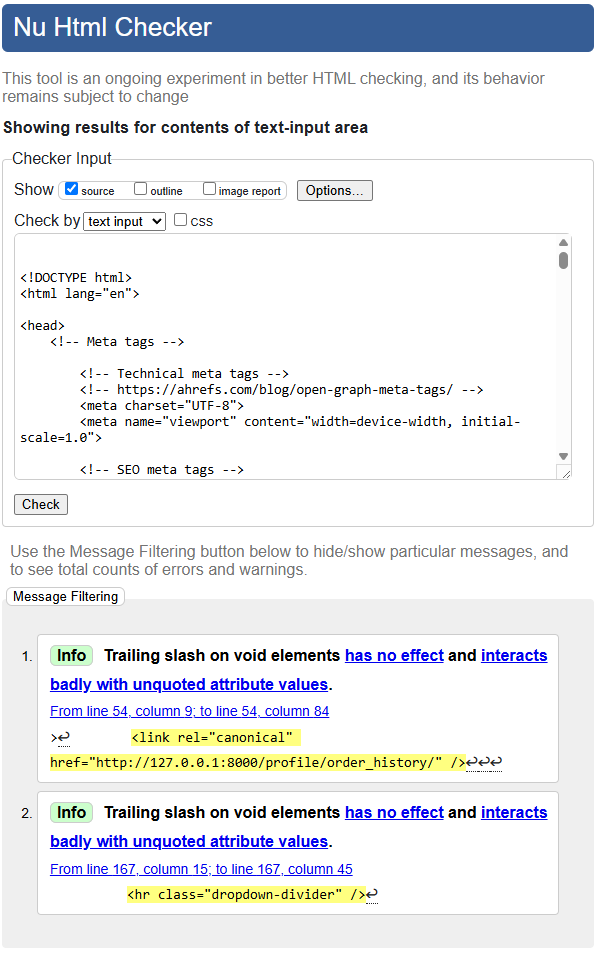 Nu Html Checker
This tool is an ongoing experiment in better HTML checking, and its behavior
remains subject to change
Showing results for contents of text-input area
Checker Input
Show source outline image report Options...
Check by text input css
<!DOCTYPE html>
<html lang="en">
<head>
<!-- Meta tags -->
<!-- Technical meta tags -->
<!-- https://ahrefs.com/blog/open-graph-meta-tags/ -->
<meta charset="UTF-8">
<meta name="viewport" content="width=device-width, initial-
scale=1.0">
<!-- SEO meta tags -->
Check
Use the Message Filtering button below to hide/show particular messages, and
to see total counts of errors and warnings.
Message Filtering
1. Info Trailing slash on void elements has no effect and interacts
badly with unquoted attribute values.
From line 54, column 9; to line 54, column 84
>↩ <link rel="canonical"
href="http://127.0.0.1:8000/profile/order_history/" />↩↩↩
2. Info Trailing slash on void elements has no effect and interacts
badly with unquoted attribute values.
From line 167, column 15; to line 167, column 45
<hr class="dropdown-divider" />↩